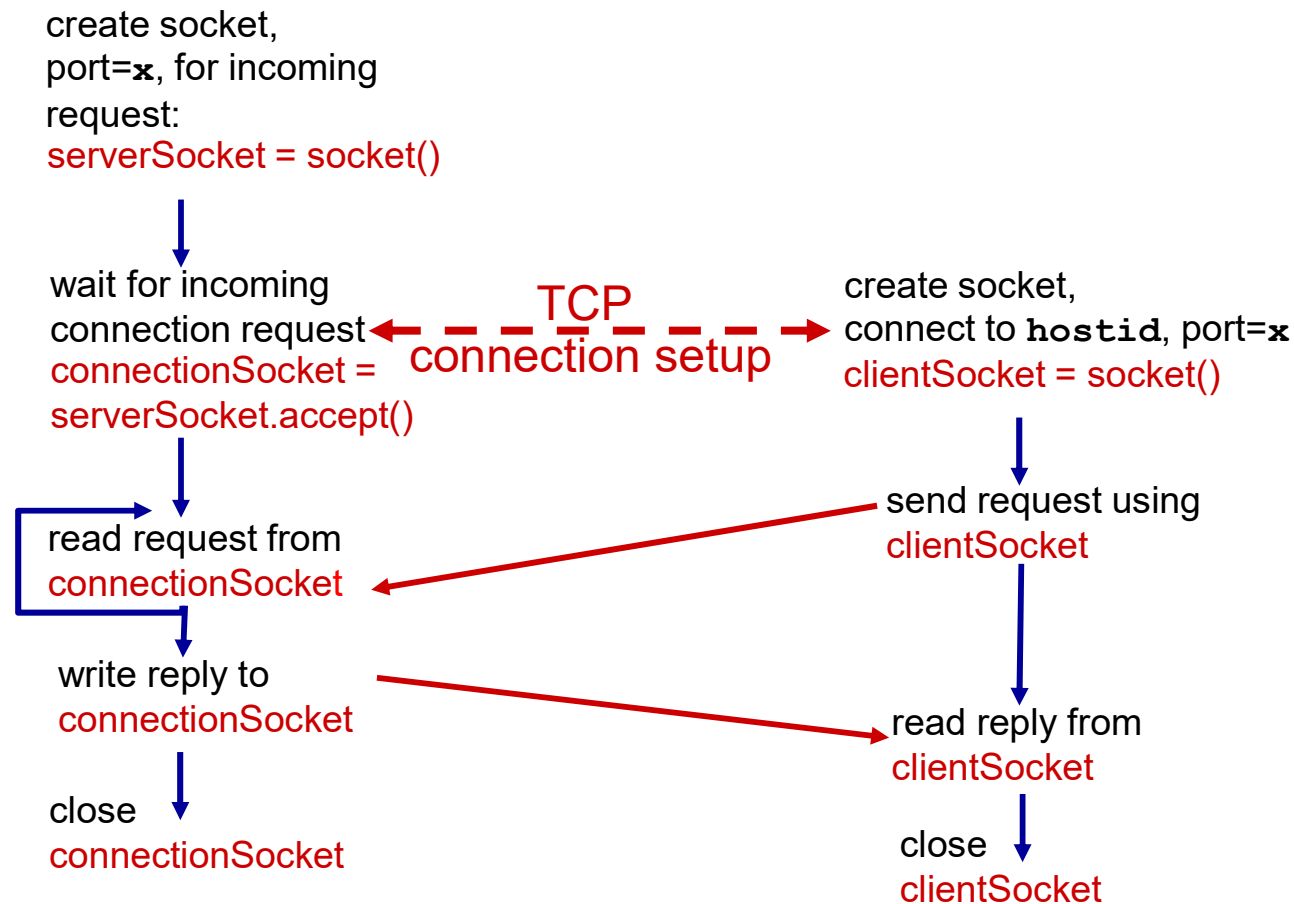 create socket,
port=x, for incoming
request:
serverSocket = socket()
wait for incoming
connection request
connectionSocket =
serverSocket.accept()
TCP
connection setup
create socket,
connect to hostid, port=x
clientSocket = socket()
read request from
connectionSocket
send request using
clientSocket
write reply to
connectionSocket
read reply from
clientSocket
close
connectionSocket
close
clientSocket